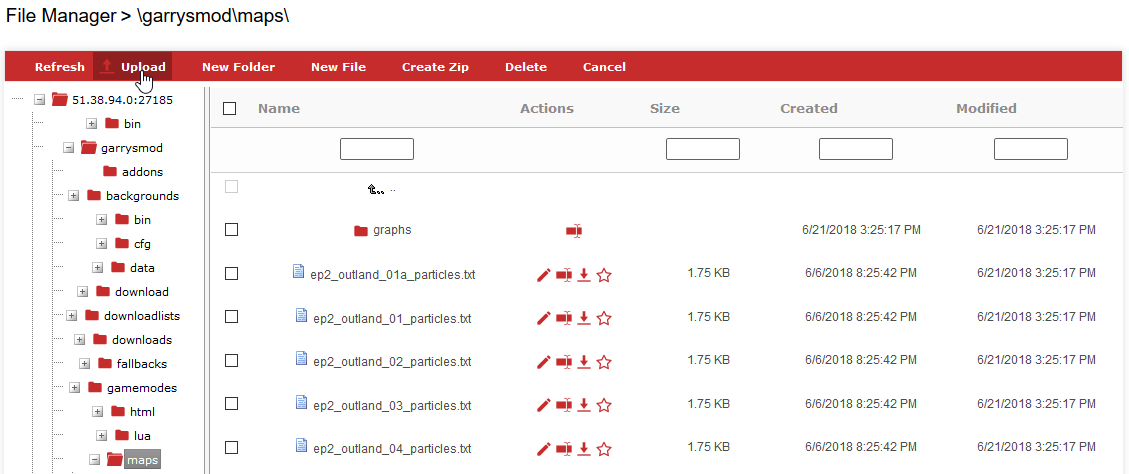 File Manager > \garrysmod\maps\
Refresh Upload New Folder New File Create Zip Delete Cancel
51.38.94.0:27185
bin
garrysmod
addons
backgrounds
bin
cfg
data
download
downloadlists
downloads
fallbacks
gamemodes
html
lua
maps
Name Actions Size Created Modified
..
graphs 6/21/2018 3:25:17 PM 6/21/2018 3:25:17 PM
ep2_outland_01a_particles.txt 1.75 KB 6/6/2018 8:25:42 PM 6/21/2018 3:25:17 PM
ep2_outland_01_particles.txt 1.75 KB 6/6/2018 8:25:42 PM 6/21/2018 3:25:17 PM
ep2_outland_02_particles.txt 1.75 KB 6/6/2018 8:25:42 PM 6/21/2018 3:25:17 PM
ep2_outland_03_particles.txt 1.75 KB 6/6/2018 8:25:42 PM 6/21/2018 3:25:17 PM
ep2_outland_04_particles.txt 1.75 KB 6/6/2018 8:25:42 PM 6/21/2018 3:25:17 PM